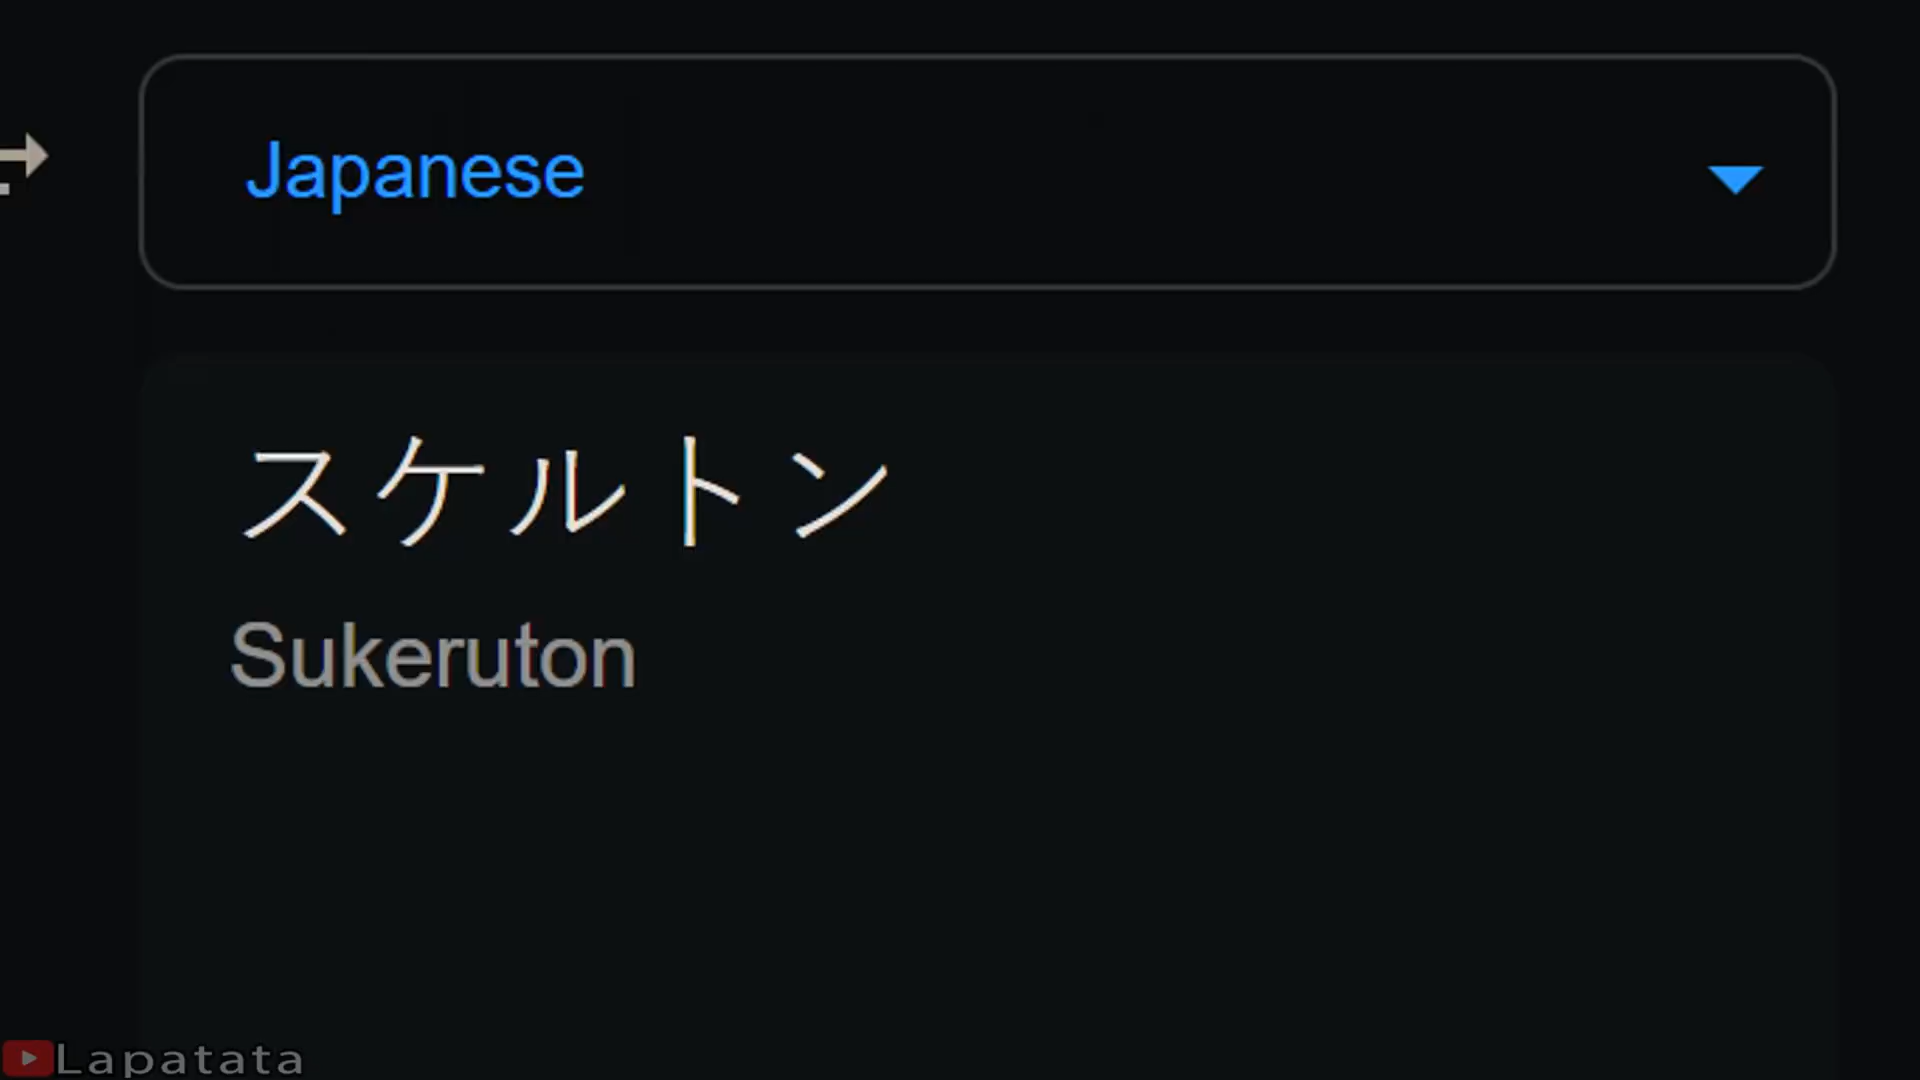 Japanese
スケルトン
Sukeruton
Lapatata